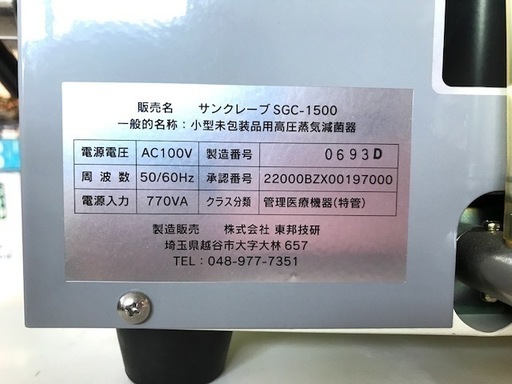 販売名 サンクレーブ SGC-1500
一般的名称：小型未包装品用高圧蒸気滅菌器
電源電圧 AC100V 製造番号 0693D
周波数 50/60Hz 承認番号 22000BZX00197000
電源入力 770VA クラス分類 管理医療機器(特管)
製造販売 株式会社 東邦技研
埼玉県越谷市大字大林 657
TEL：048-977-7351